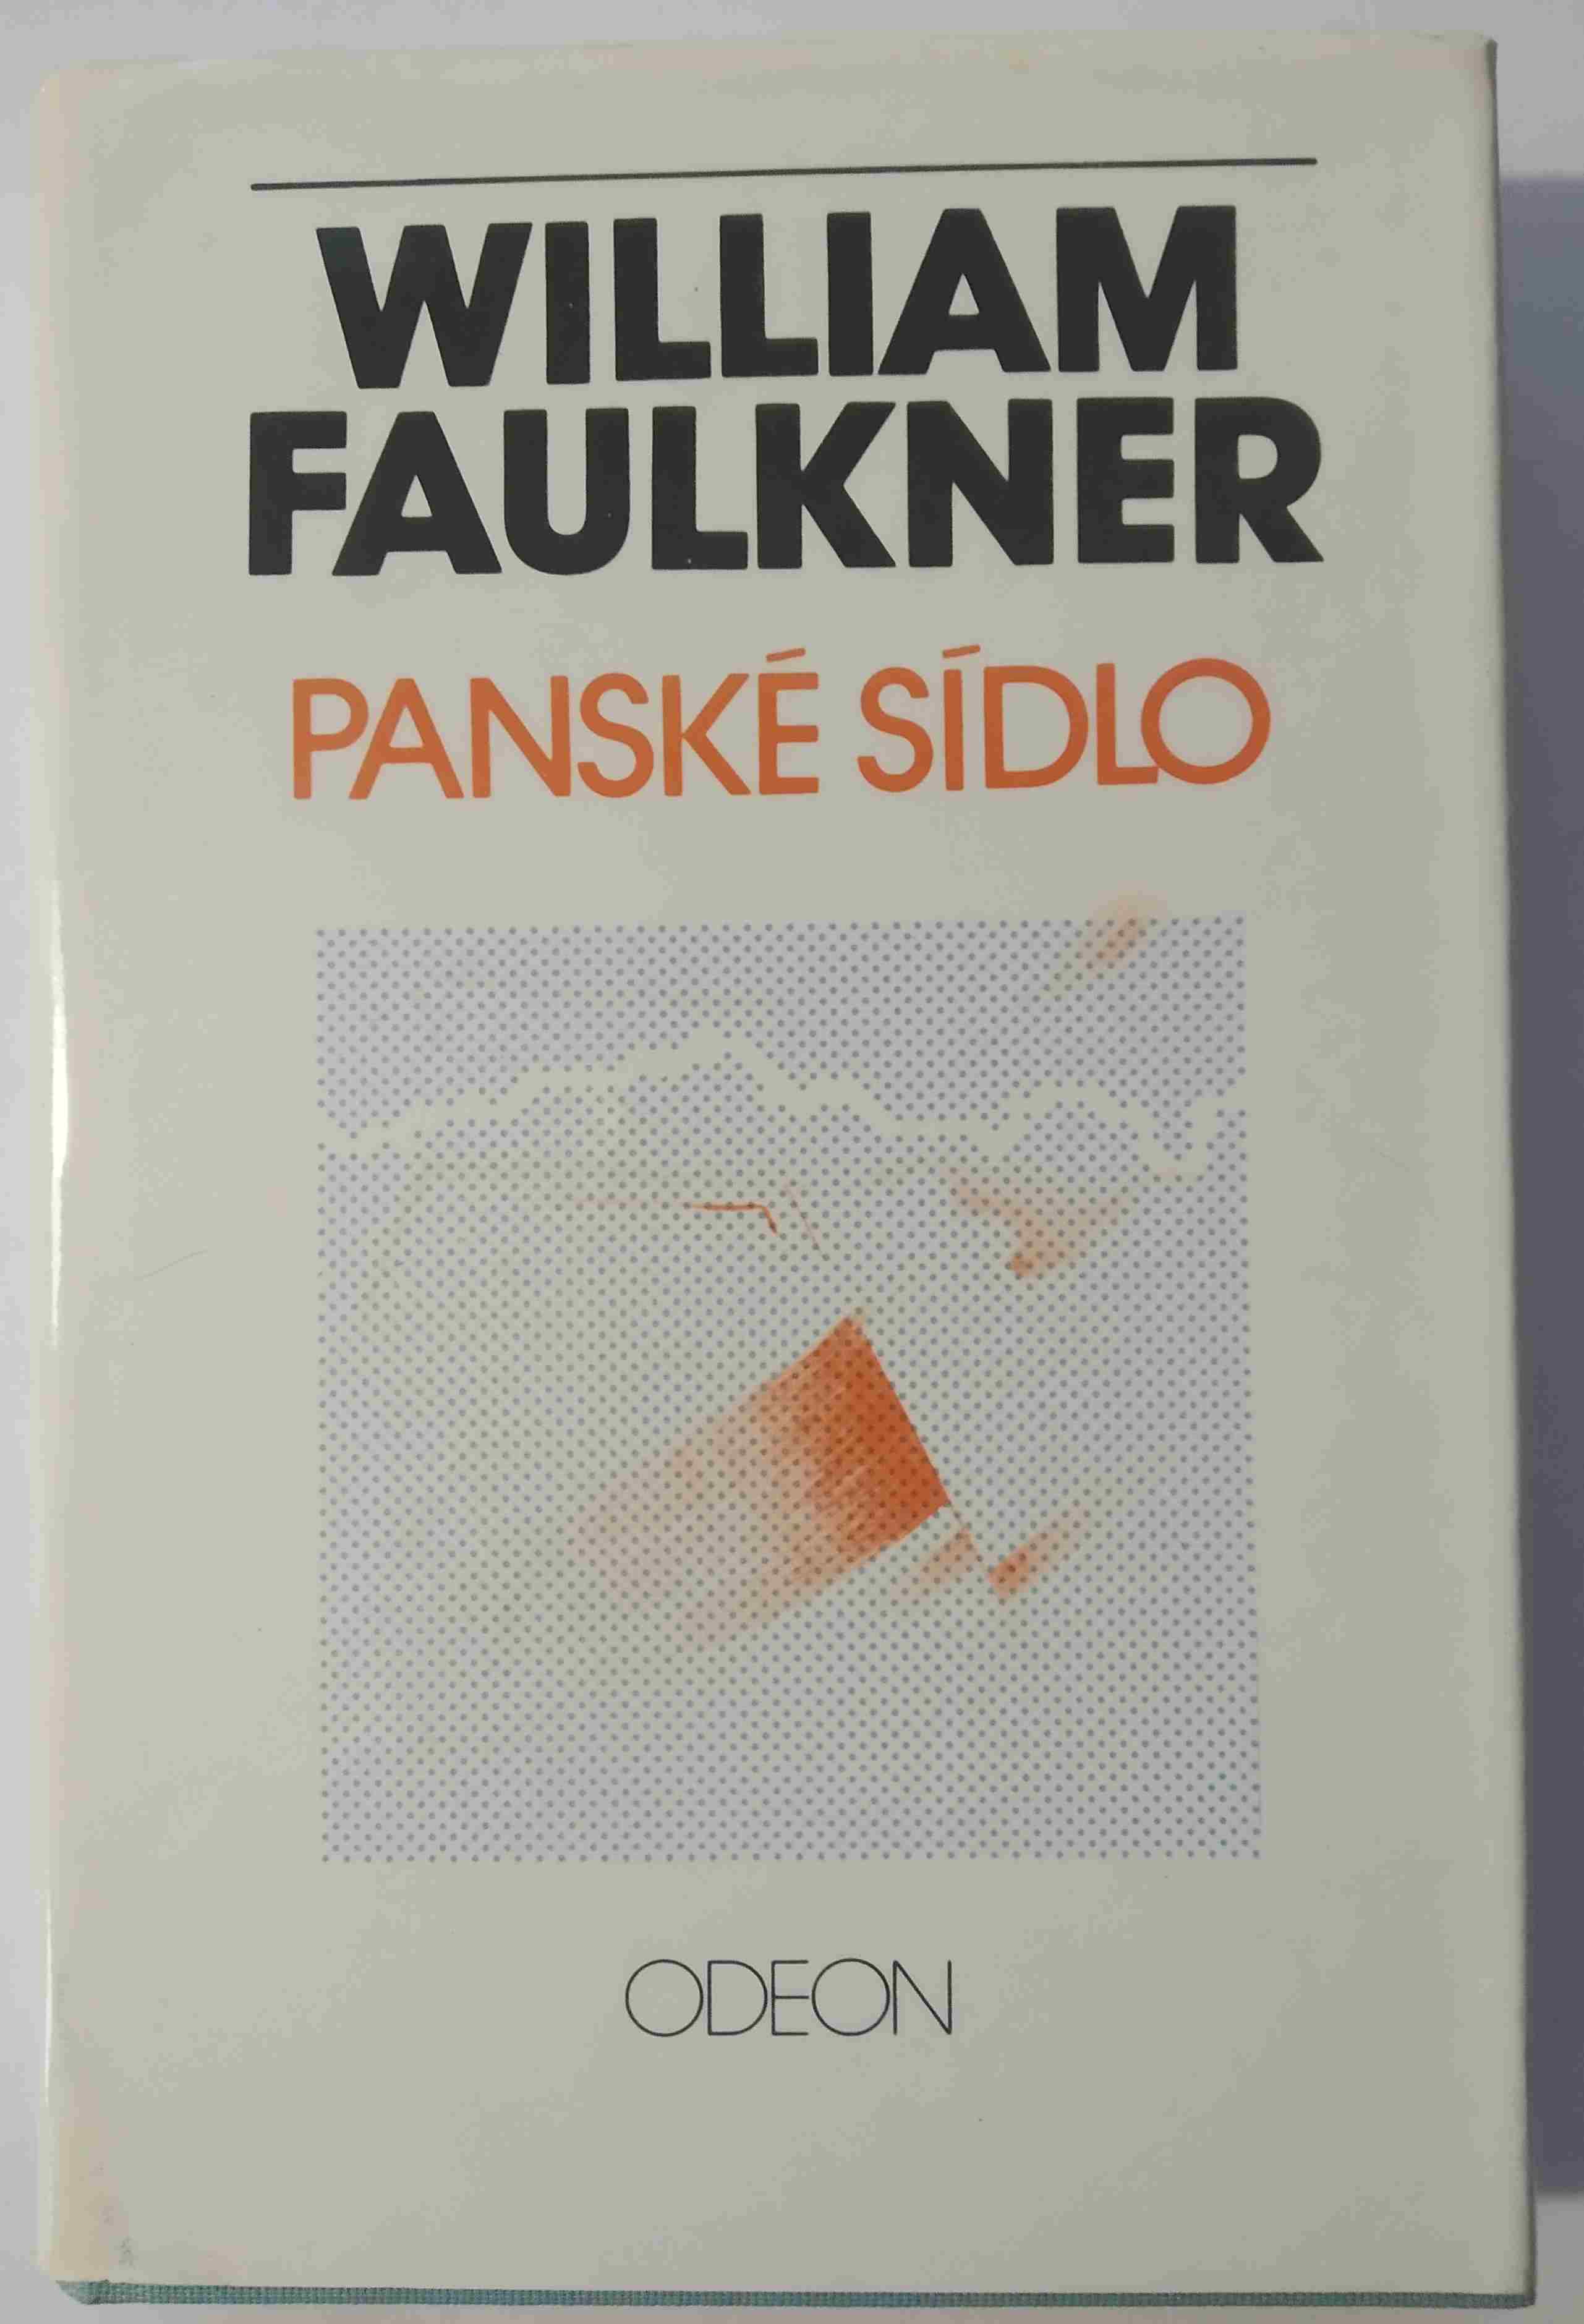 WILLIAM
FAULKNER
PANSKÉ SÍDLO
ODEON